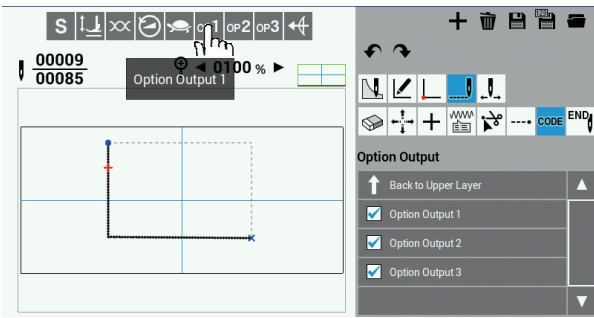 S OP1 OP2 OP3
00009
00085
0100 %
Option Output 1
123
CODE END
Option Output
Back to Upper Layer
Option Output 1
Option Output 2
Option Output 3